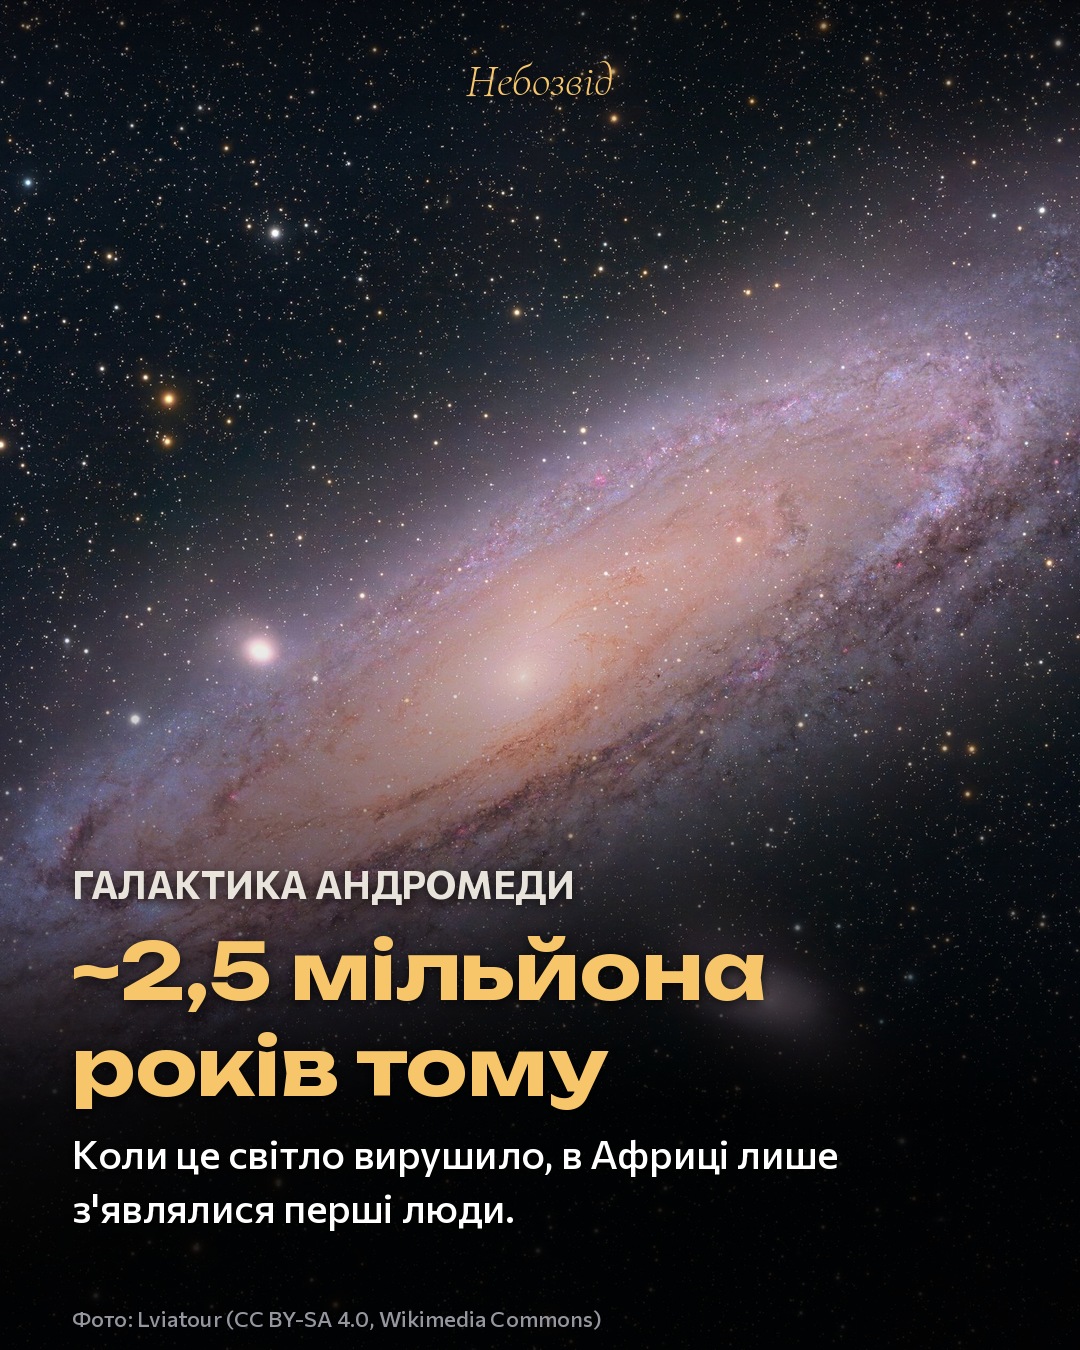 Небозвід
ГАЛАКТИКА АНДРОМЕДИ
~2,5 мільйона
років тому
Коли це світло вирушило, в Африці лише
з'являлися перші люди.
Фото: Lviatour (CC BY-SA 4.0, Wikimedia Commons)